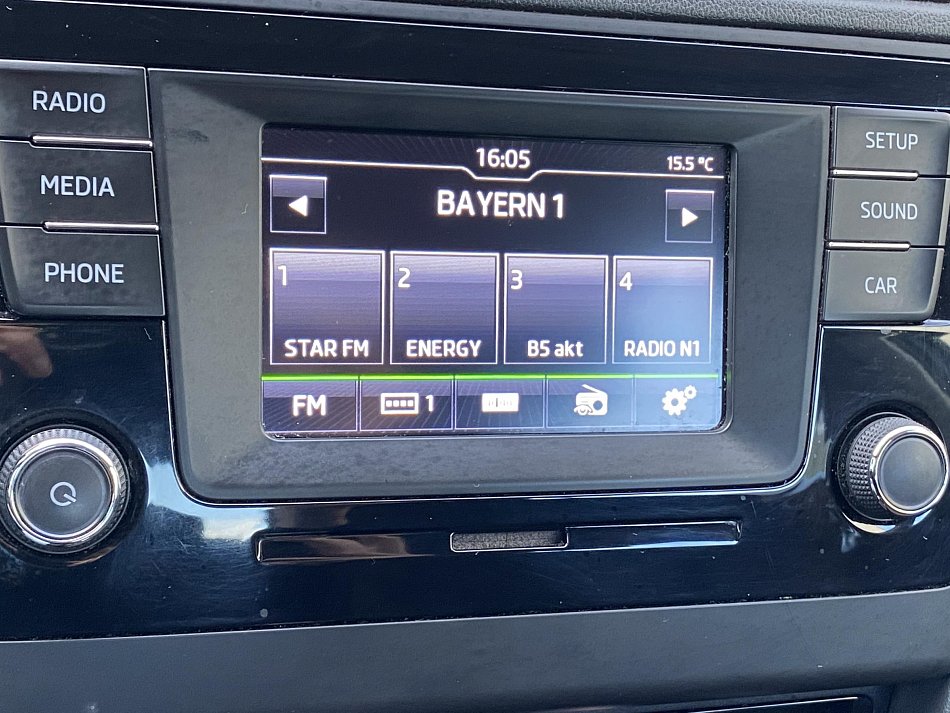 RADIO
MEDIA
PHONE
16:05
15.5 °C
BAYERN 1
1
2
3
4
STAR FM
ENERGY
B5 akt
RADIO N1
FM
1
SETUP
SOUND
CAR